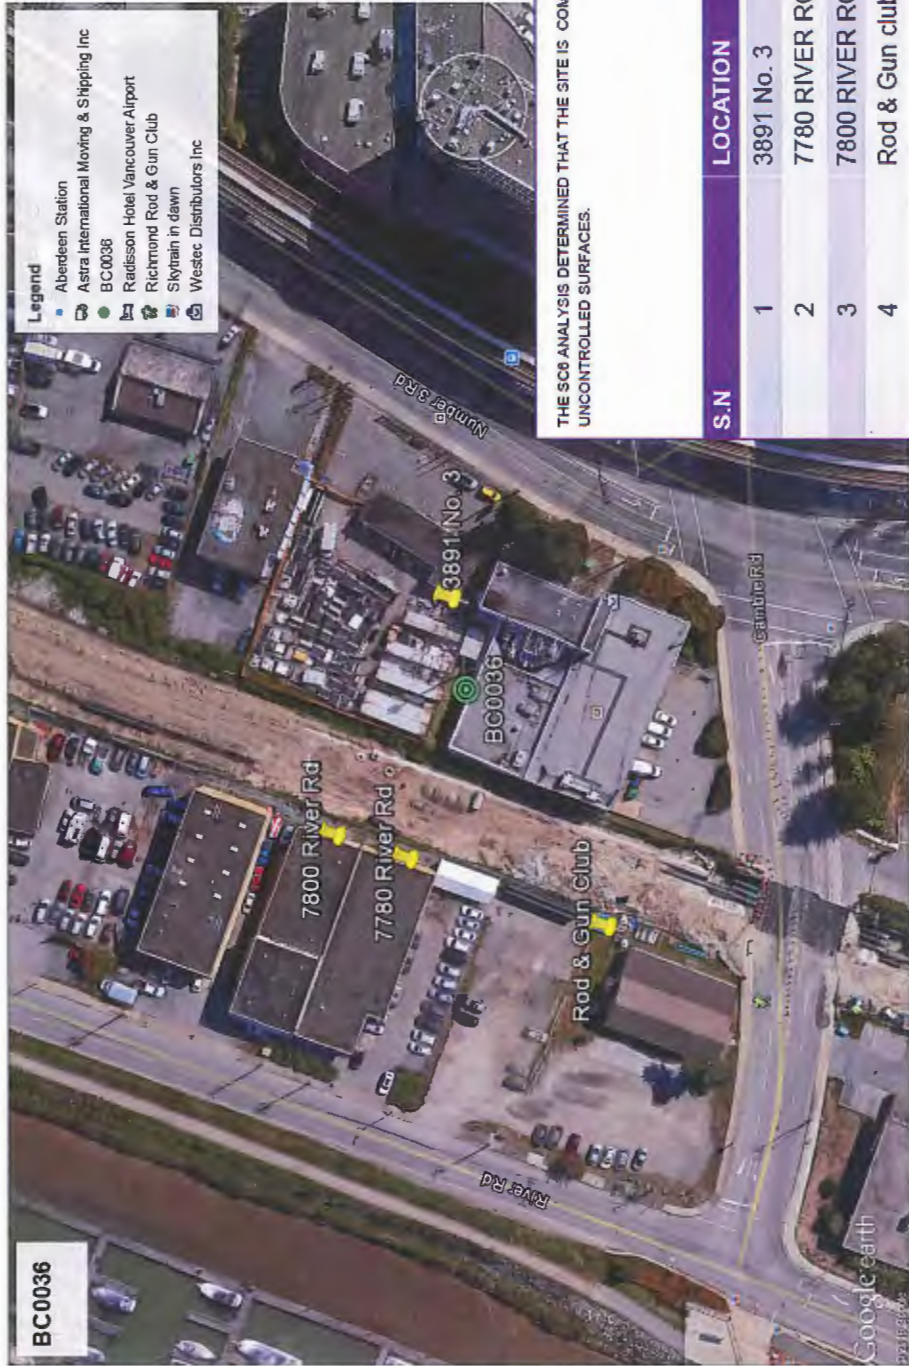 BC0036
Legend
Aberdeen Station
Astra International Moving & Shipping Inc
BC0036
Radisson Hotel Vancouver Airport
Richmond Rod & Gun Club
Skytrain in dawn
Westec Distributors Inc
Number 3 Rd
3891 No. 3
BC0036
7800 River Rd
7780 River Rd
Rod & Gun Club
River Rd
Cambie Rd
Google earth
THE SC6 ANALYSIS DETERMINED THAT THE SITE IS COM
UNCONTROLLED SURFACES.
S.N LOCATION
1 3891 No. 3
2 7780 RIVER RO
3 7800 RIVER RO
4 Rod & Gun club